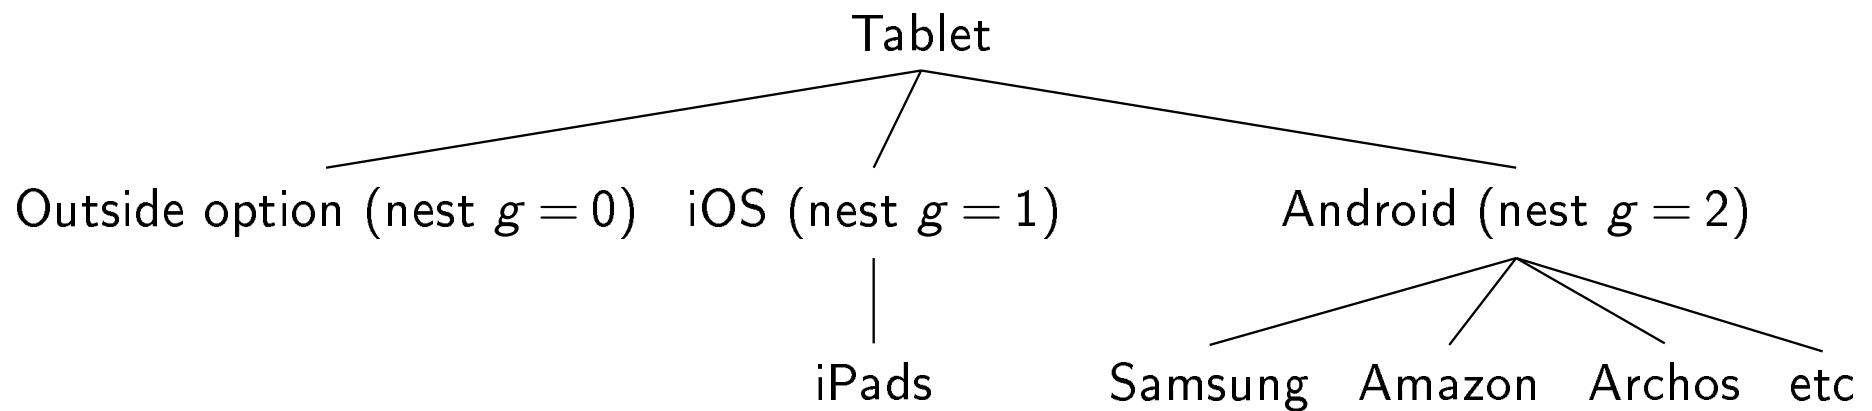 Tablet
Outside option (nest g = 0) iOS (nest g = 1) Android (nest g = 2)
iPads Samsung Amazon Archos etc